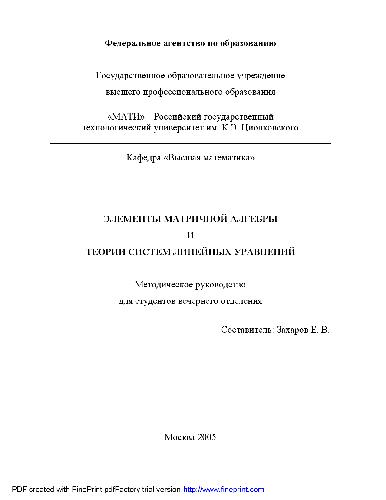 Федеральное агентство по образованию
Государственное образовательное учреждение
высшего профессионального образования
«МАТИ» – Российский государственный
технологический университет им. К.Э. Циолковского
Кафедра «Высшая математика»
ЭЛЕМЕНТЫ МАТРИЧНОЙ АЛГЕБРЫ
И
ТЕОРИИ СИСТЕМ ЛИНЕЙНЫХ УРАВНЕНИЙ
Методическое руководство
для студентов вечернего отделения
Составитель: Захаров Е. В.
Москва 2005
PDF created with FinePrint pdfFactory trial version http://www.fineprint.com